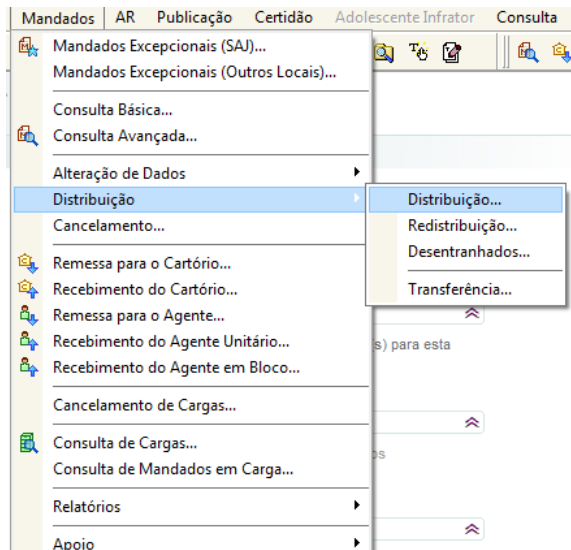 Mandados AR Publicação Certidão Adolescente Infrator Consulta
Mandados Excepcionais (SAJ)...
Mandados Excepcionais (Outros Locais)...
Consulta Básica...
Consulta Avançada...
Alteração de Dados
Distribuição
Distribuição...
Cancelamento...
Redistribuição...
Desentranhados...
Remessa para o Cartório...
Recebimento do Cartório...
Transferência...
Remessa para o Agente...
Recebimento do Agente Unitário...
s) para esta
Recebimento do Agente em Bloco...
Cancelamento de Cargas...
Consulta de Cargas...
os
Consulta de Mandados em Carga...
Relatórios
Apoio